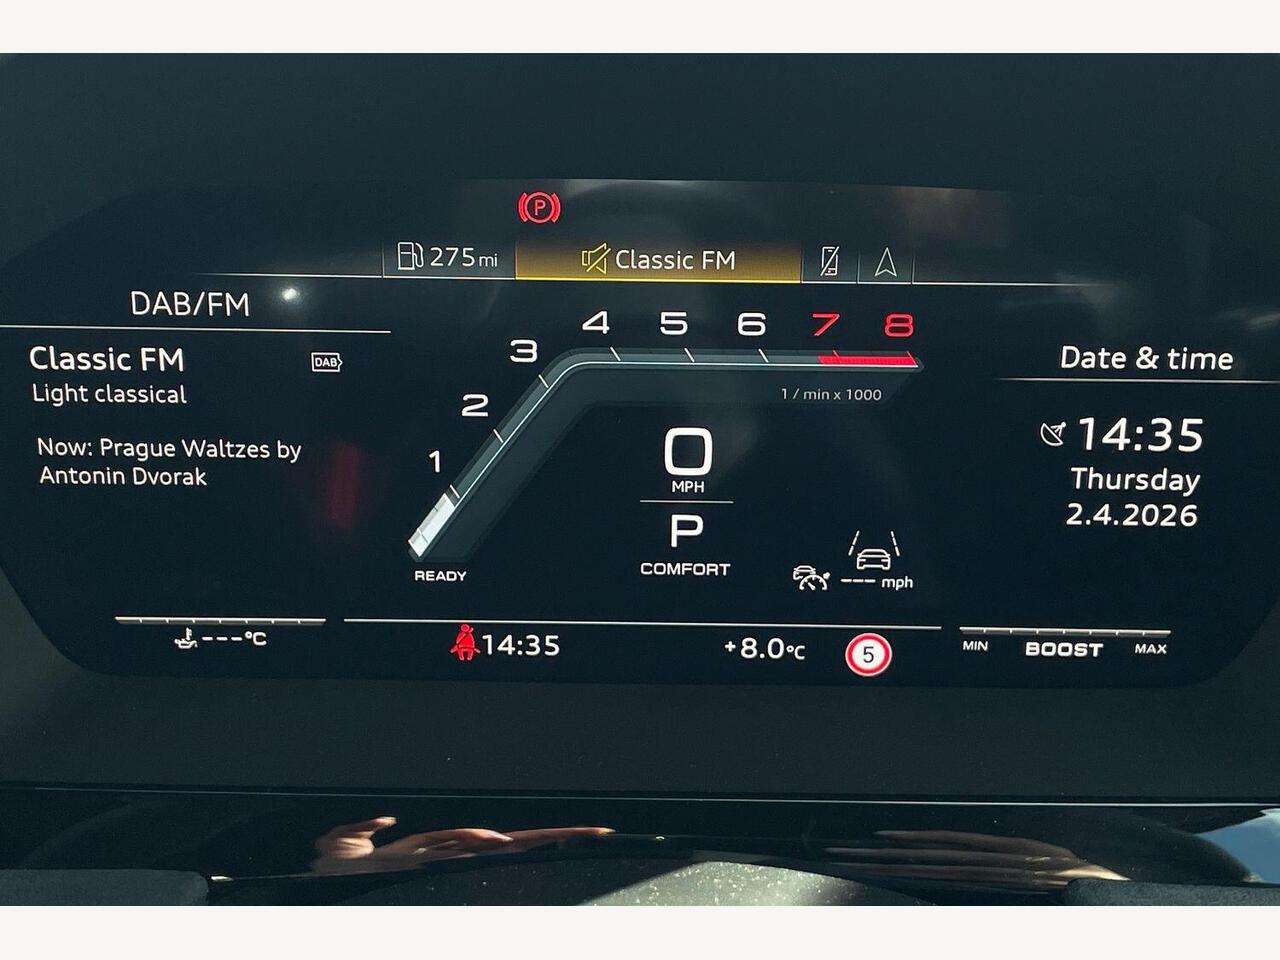 P
275 mi
Classic FM
DAB/FM
Classic FM
DAB
Light classical
Now: Prague Waltzes by
Antonin Dvorak
1
2
3
4
5
6
7
8
1 / min x 1000
0
MPH
P
COMFORT
READY
--- mph
Date & time
14:35
Thursday
2.4.2026
---°C
14:35
+8.0°C
5
MIN
BOOST
MAX